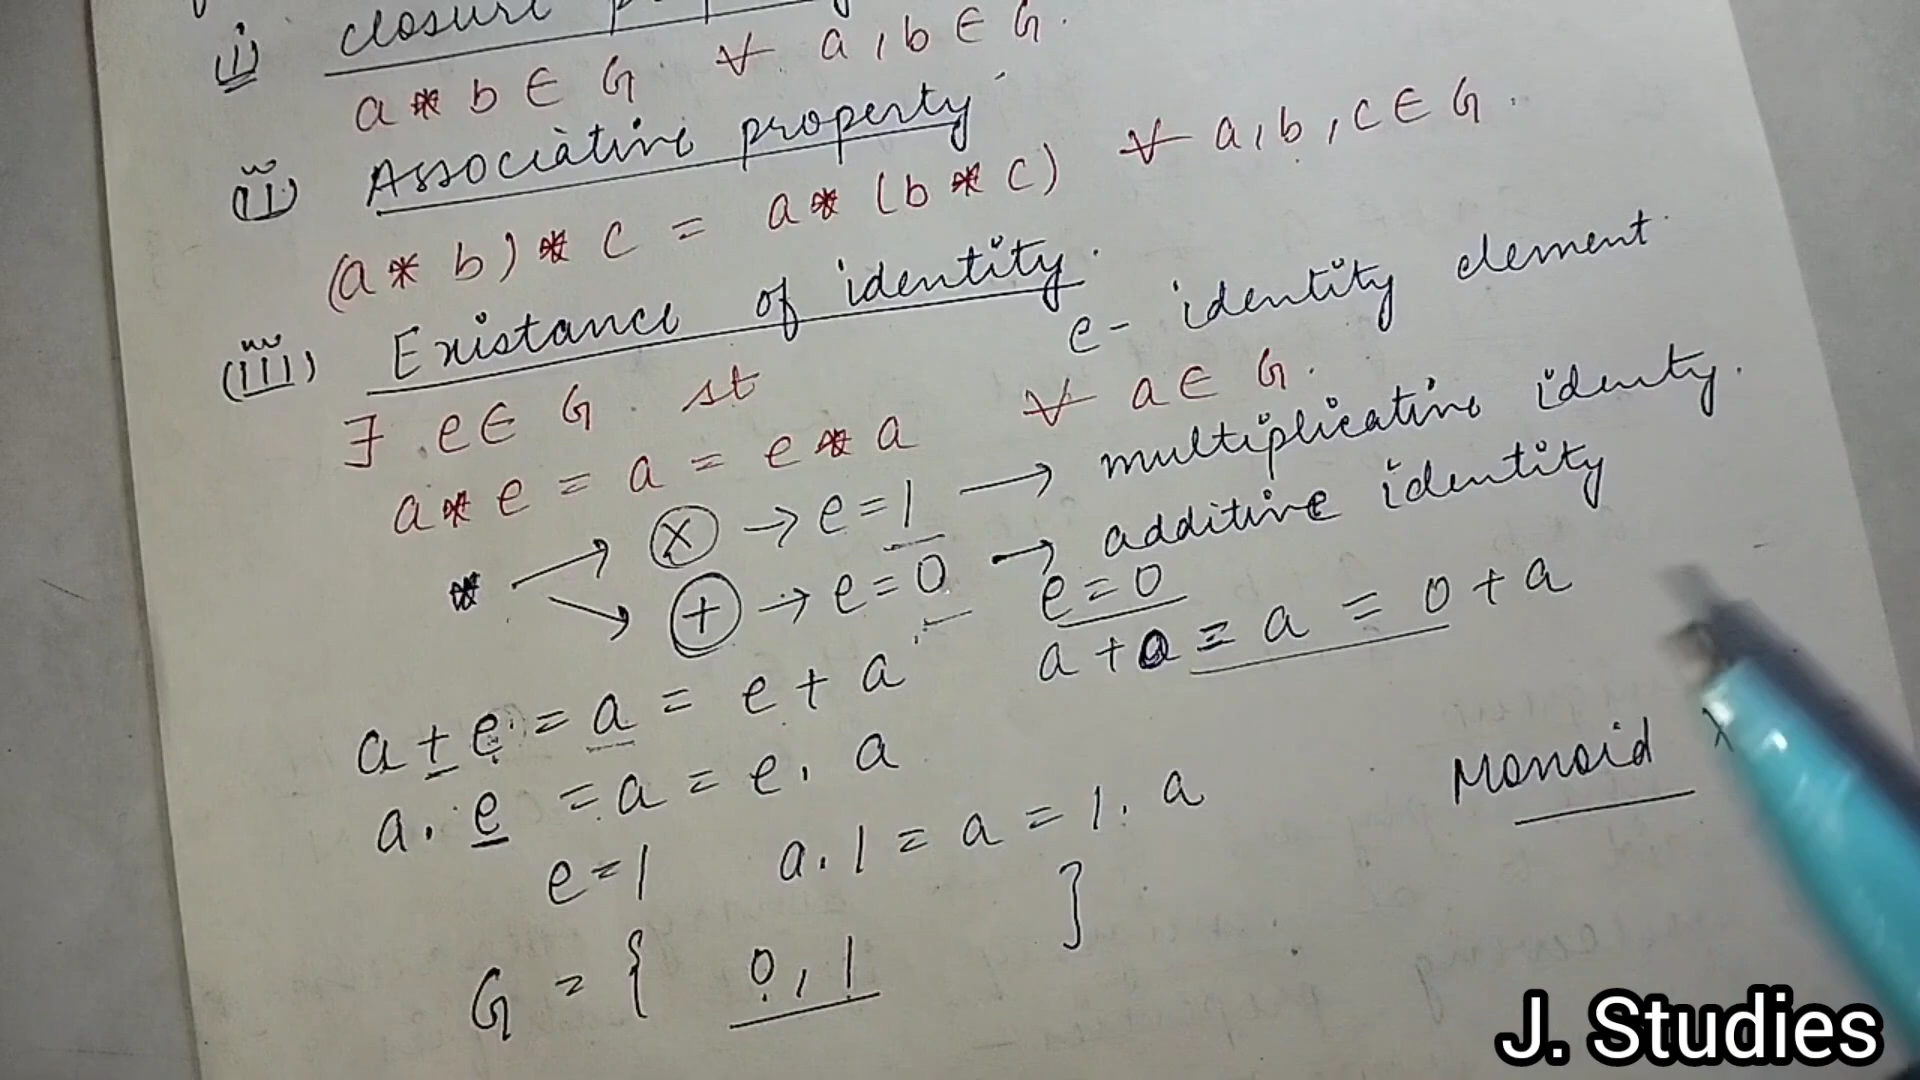 (i) closure
a * b ∈ G ∀ a, b ∈ G.
(ii) Associative property
(a * b) * c = a * (b * c) ∀ a, b, c ∈ G.
(iii) Existance of identity.
e - identity element
∃ e ∈ G st
a * e = a = e * a ∀ a ∈ G.
* → × → e = 1 → multiplicative identy.
→ + → e = 0 → additive identity
e = 0
a + e = a = e + a
a + 0 = a = 0 + a
a . e = a = e . a
Monoid
e = 1 a . 1 = a = 1 . a
G = { 0, 1 }
J. Studies